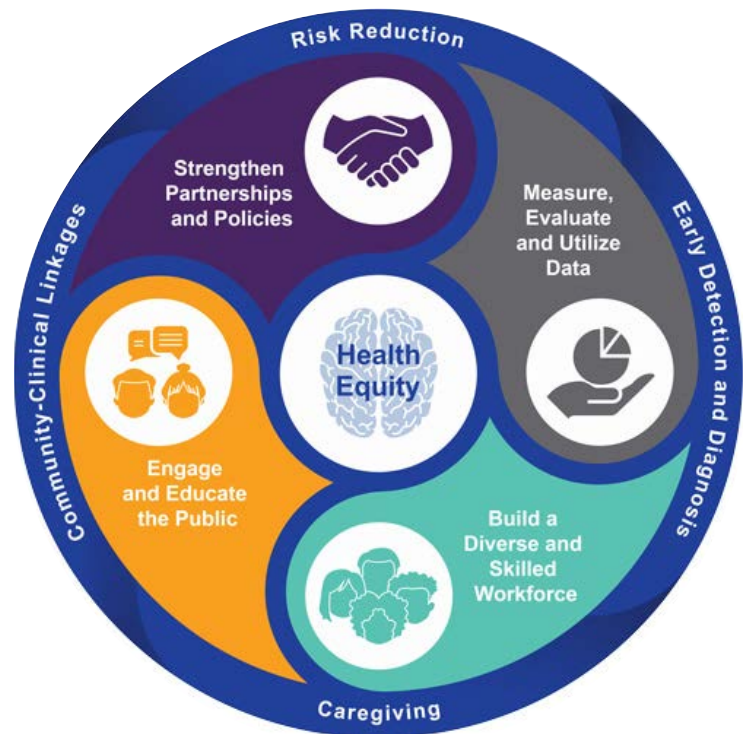 Risk Reduction
Strengthen
Partnerships
and Policies
Measure,
Evaluate
and Utilize
Data
Early Detection and Diagnosis
Community-Clinical Linkages
Health
Equity
Engage
and Educate
the Public
Build a
Diverse and
Skilled
Workforce
Caregiving